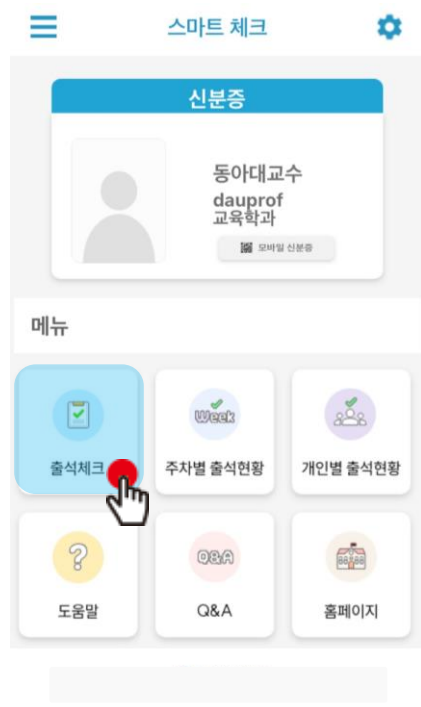 스마트 체크
신분증
동아대교수
dauprof
교육학과
모바일 신분증
메뉴
출석체크
Week
주차별 출석현황
개인별 출석현황
?
도움말
Q&A
Q&A
홈페이지